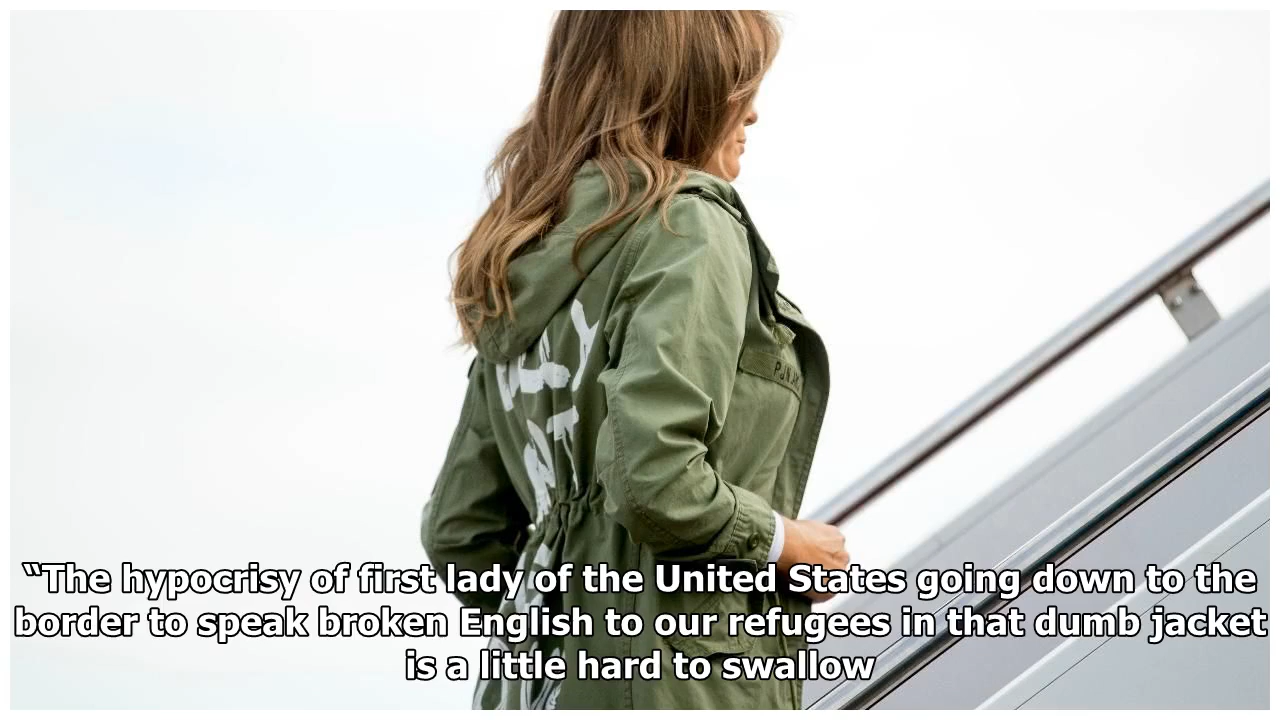 “The hypocrisy of first lady of the United States going down to the
border to speak broken English to our refugees in that dumb jacket
is a little hard to swallow